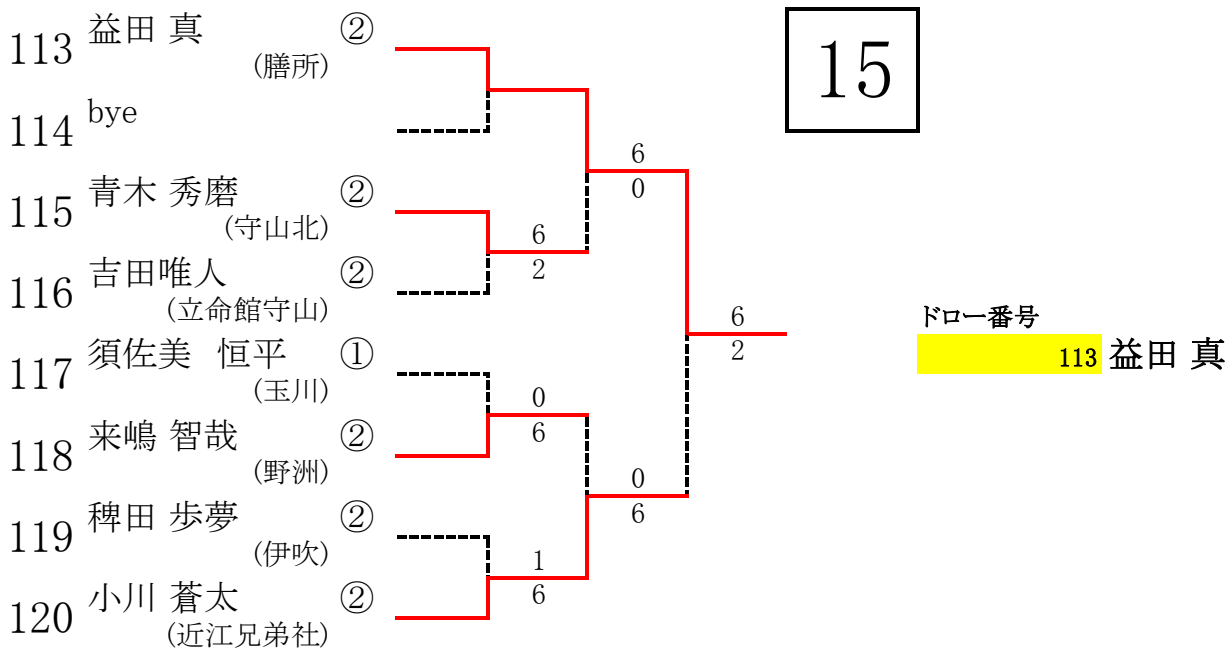 15
113 益田 真 ②
(膳所)
114 bye
115 青木 秀磨 ②
(守山北)
116 吉田唯人 ②
(立命館守山)
117 須佐美 恒平 ①
(玉川)
118 来嶋 智哉 ②
(野洲)
119 稗田 歩夢 ②
(伊吹)
120 小川 蒼太 ②
(近江兄弟社)
6
2
0
6
1
6
6
0
0
6
6
2
ドロー番号
113 益田 真